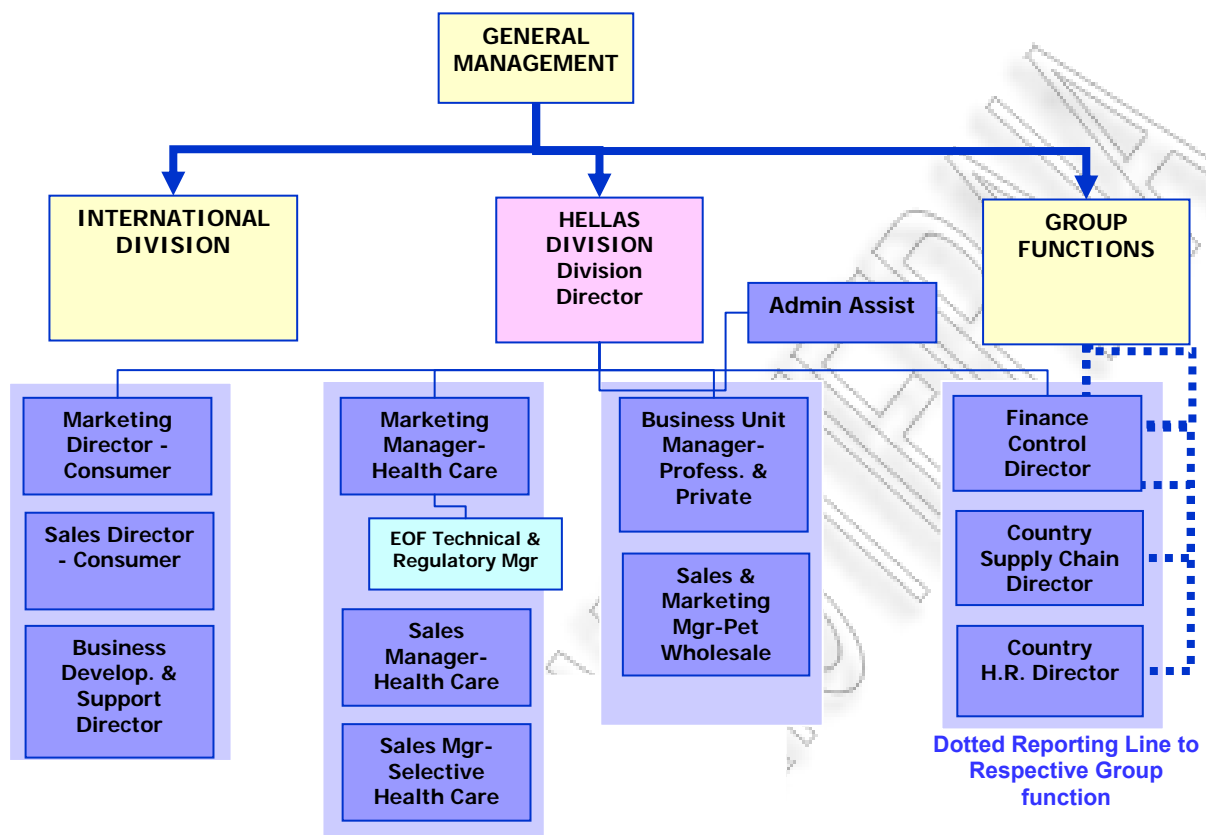 GENERAL
MANAGEMENT
INTERNATIONAL
DIVISION
HELLAS
DIVISION
Division
Director
GROUP
FUNCTIONS
Admin Assist
Marketing
Director -
Consumer
Sales Director
- Consumer
Business
Develop. &
Support
Director
Marketing
Manager-
Health Care
EOF Technical &
Regulatory Mgr
Sales
Manager-
Health Care
Sales Mgr-
Selective
Health Care
Business Unit
Manager-
Profess. &
Private
Sales &
Marketing
Mgr-Pet
Wholesale
Finance
Control
Director
Country
Supply Chain
Director
Country
H.R. Director
Dotted Reporting Line to
Respective Group
function